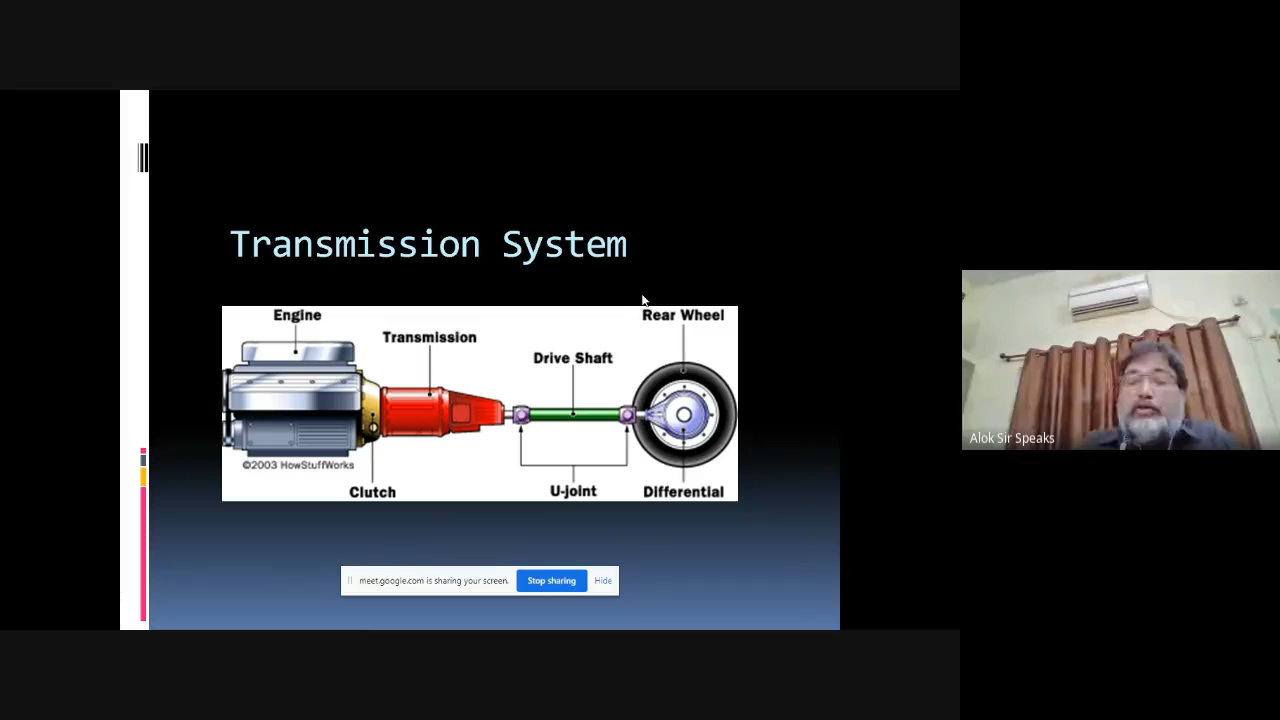 Transmission System
Engine
Transmission
Drive Shaft
Rear Wheel
©2003 HowStuffWorks
Clutch
U-joint
Differential
meet.google.com is sharing your screen.
Stop sharing
Hide
Alok Sir Speaks